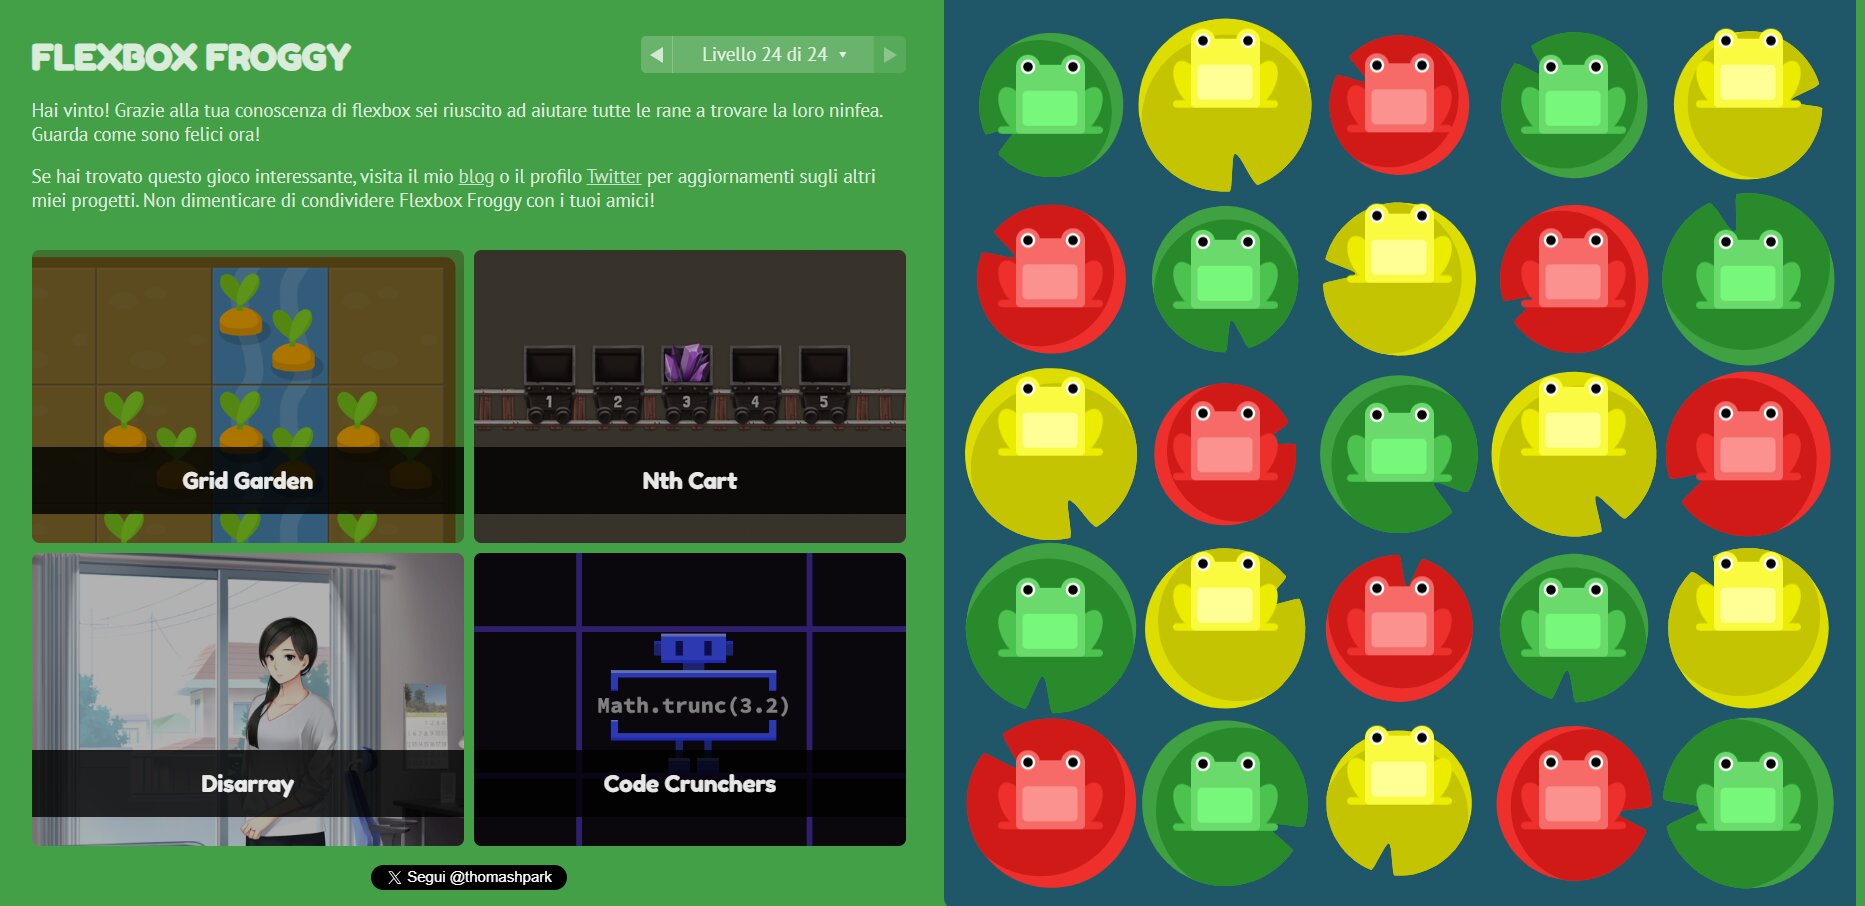 FLEXBOX FROGGY
Livello 24 di 24
Hai vinto! Grazie alla tua conoscenza di flexbox sei riuscito ad aiutare tutte le rane a trovare la loro ninfea.
Guarda come sono felici ora!
Se hai trovato questo gioco interessante, visita il mio blog o il profilo Twitter per aggiornamenti sugli altri
miei progetti. Non dimenticare di condividere Flexbox Froggy con i tuoi amici!
Grid Garden
1 2 3 4 5
Nth Cart
Disarray
Math.trunc(3.2)
Code Crunchers
Segui @thomashpark